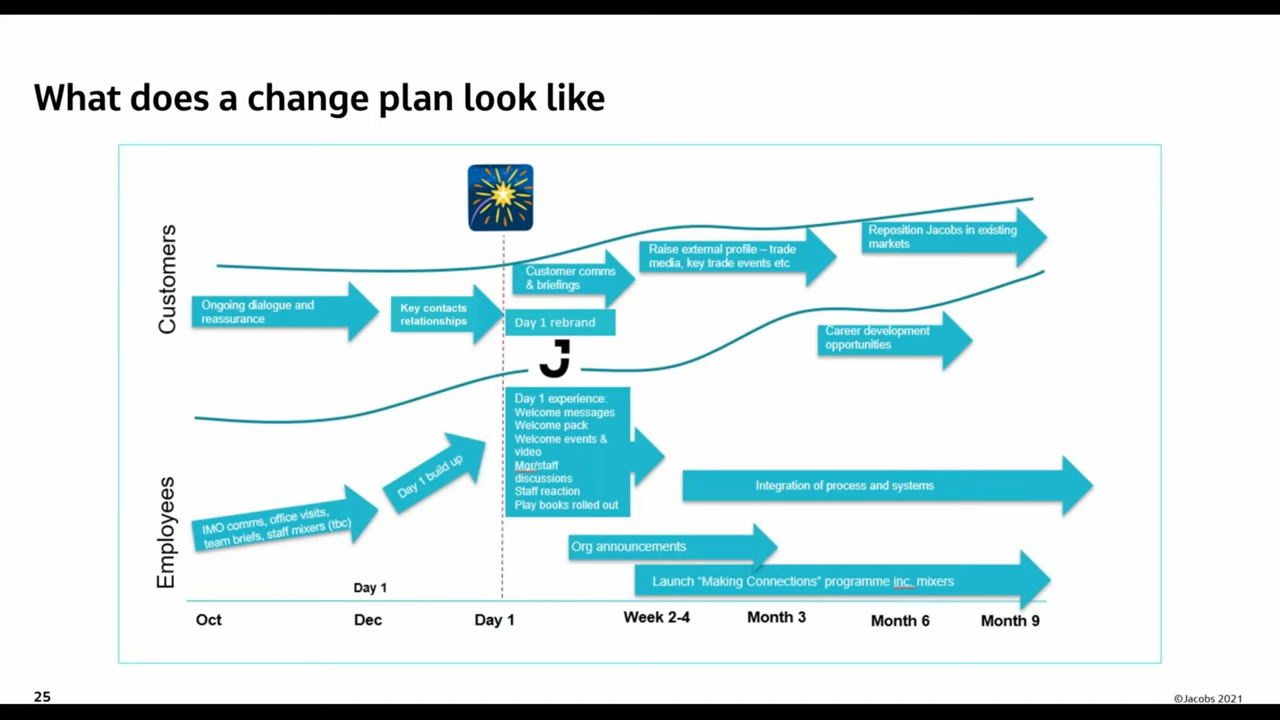 What does a change plan look like
Customers
Ongoing dialogue and
reassurance
Key contacts
relationships
Customer comms
& briefings
Day 1 rebrand
Raise external profile – trade
media, key trade events etc
Reposition Jacobs in existing
markets
Career development
opportunities
J
Employees
IMO comms, office visits,
team briefs, staff mixers (tbc)
Day 1 build up
Day 1 experience:
Welcome messages
Welcome pack
Welcome events &
video
Mgr/staff
discussions
Staff reaction
Play books rolled out
Integration of process and systems
Org announcements
Launch "Making Connections" programme inc. mixers
Day 1
Oct
Dec
Day 1
Week 2-4
Month 3
Month 6
Month 9
25
©Jacobs 2021